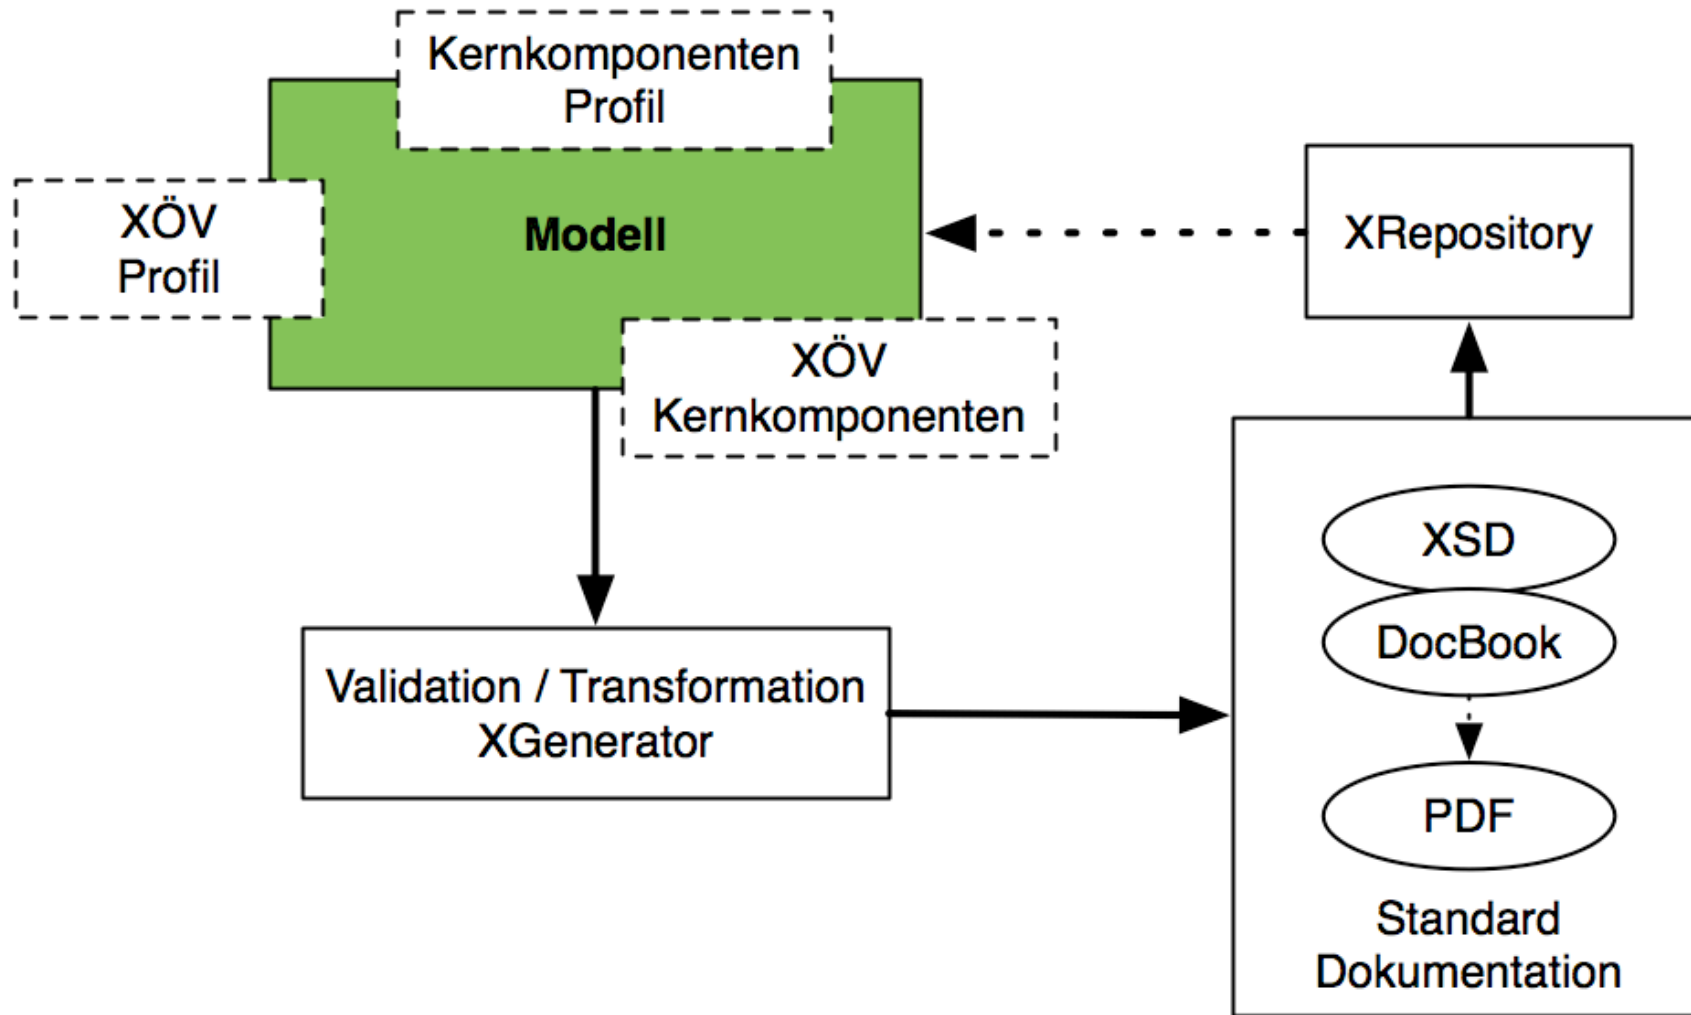 Kernkomponenten
Profil
XÖV
Profil
Modell
XRepository
XÖV
Kernkomponenten
XSD
DocBook
Validation / Transformation
XGenerator
PDF
Standard
Dokumentation